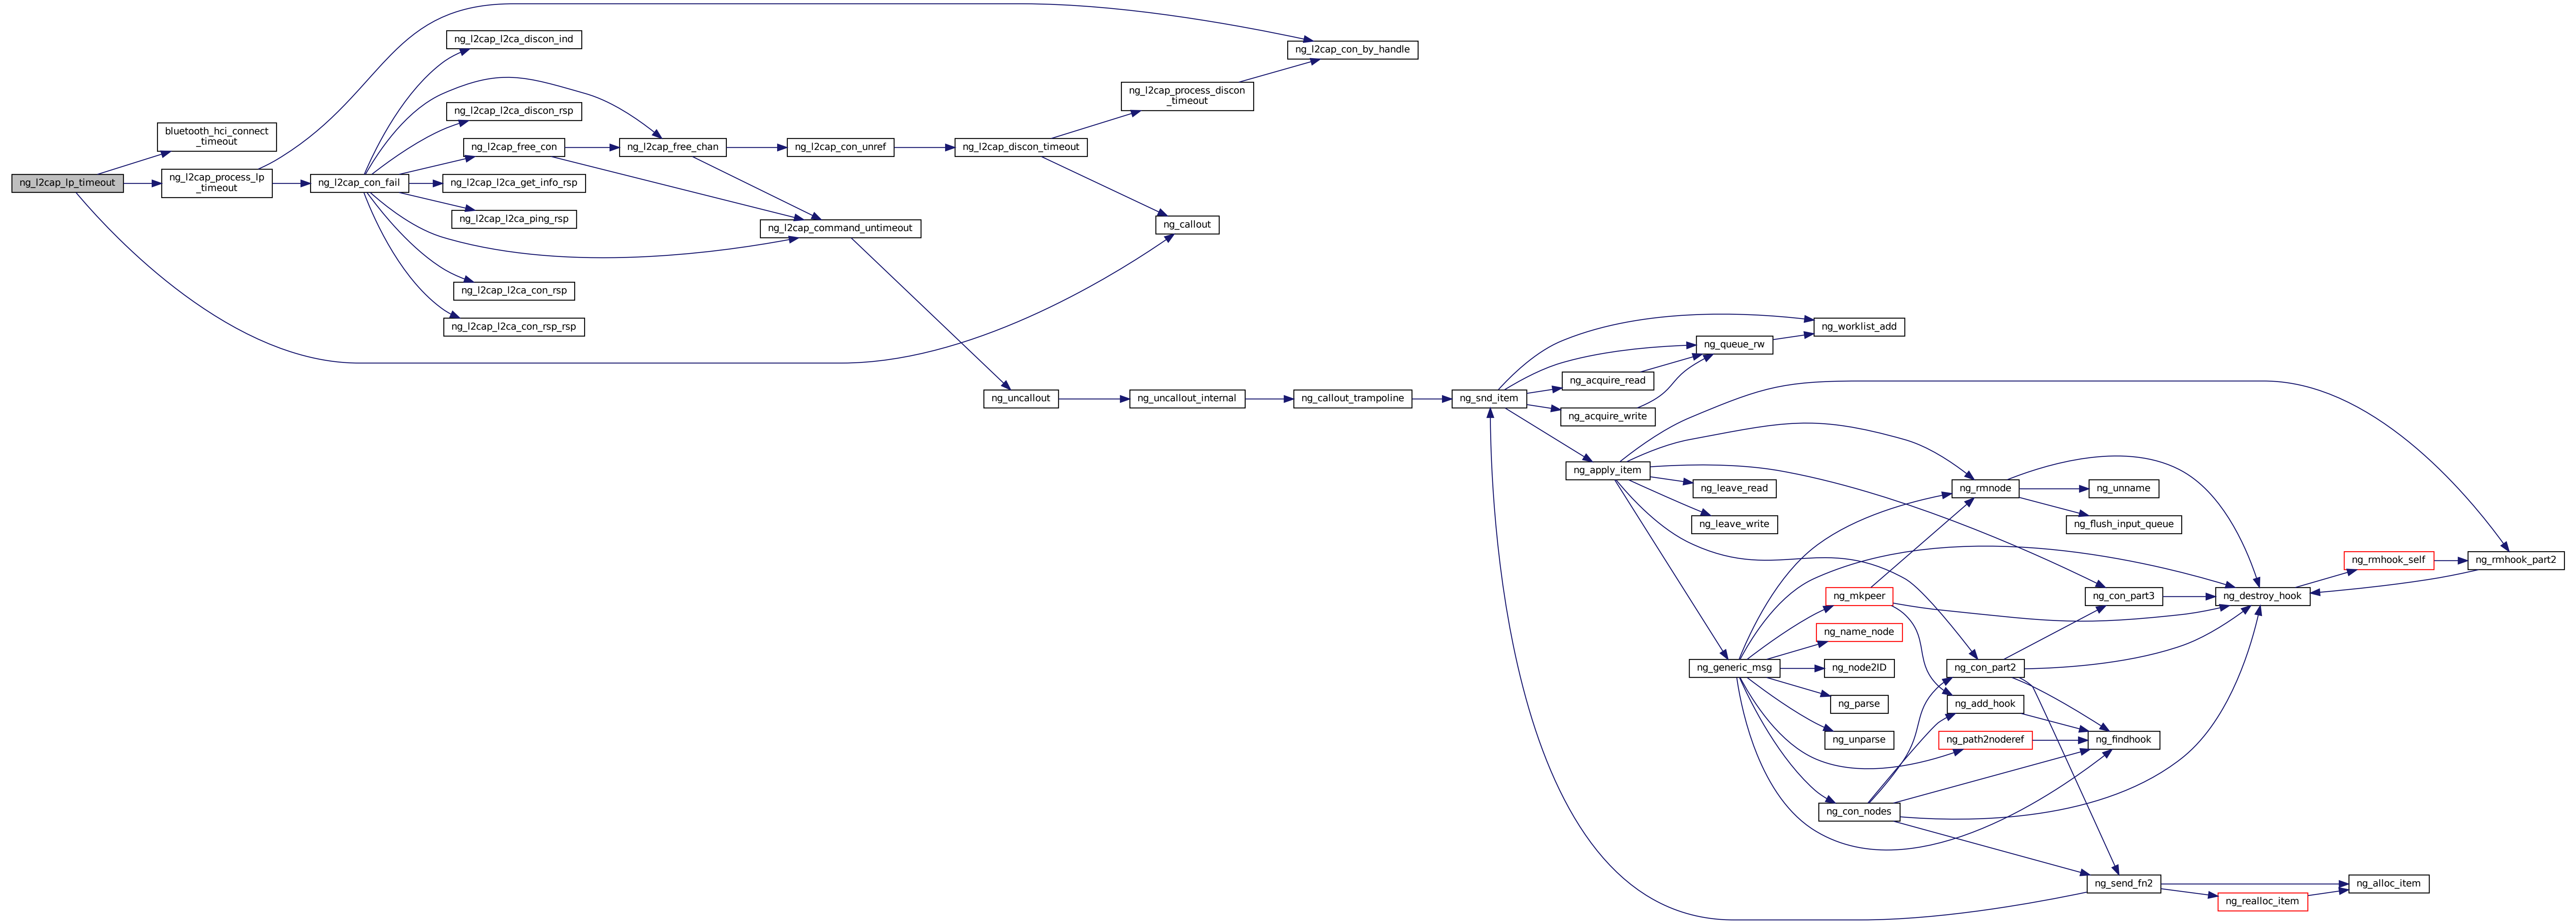 ng_l2cap_lp_timeout
bluetooth_hci_connect
_timeout
ng_l2cap_process_lp
_timeout
ng_l2cap_con_fail
ng_l2cap_l2ca_discon_ind
ng_l2cap_l2ca_discon_rsp
ng_l2cap_free_con
ng_l2cap_l2ca_get_info_rsp
ng_l2cap_l2ca_ping_rsp
ng_l2cap_l2ca_con_rsp
ng_l2cap_l2ca_con_rsp_rsp
ng_l2cap_free_chan
ng_l2cap_command_untimeout
ng_l2cap_con_unref
ng_l2cap_discon_timeout
ng_l2cap_process_discon
_timeout
ng_callout
ng_l2cap_con_by_handle
ng_uncallout
ng_uncallout_internal
ng_callout_trampoline
ng_snd_item
ng_worklist_add
ng_queue_rw
ng_acquire_read
ng_acquire_write
ng_apply_item
ng_leave_read
ng_leave_write
ng_generic_msg
ng_mkpeer
ng_name_node
ng_node2ID
ng_parse
ng_unparse
ng_con_nodes
ng_rmnode
ng_con_part2
ng_add_hook
ng_path2noderef
ng_unname
ng_flush_input_queue
ng_con_part3
ng_findhook
ng_send_fn2
ng_destroy_hook
ng_rmhook_self
ng_rmhook_part2
ng_realloc_item
ng_alloc_item